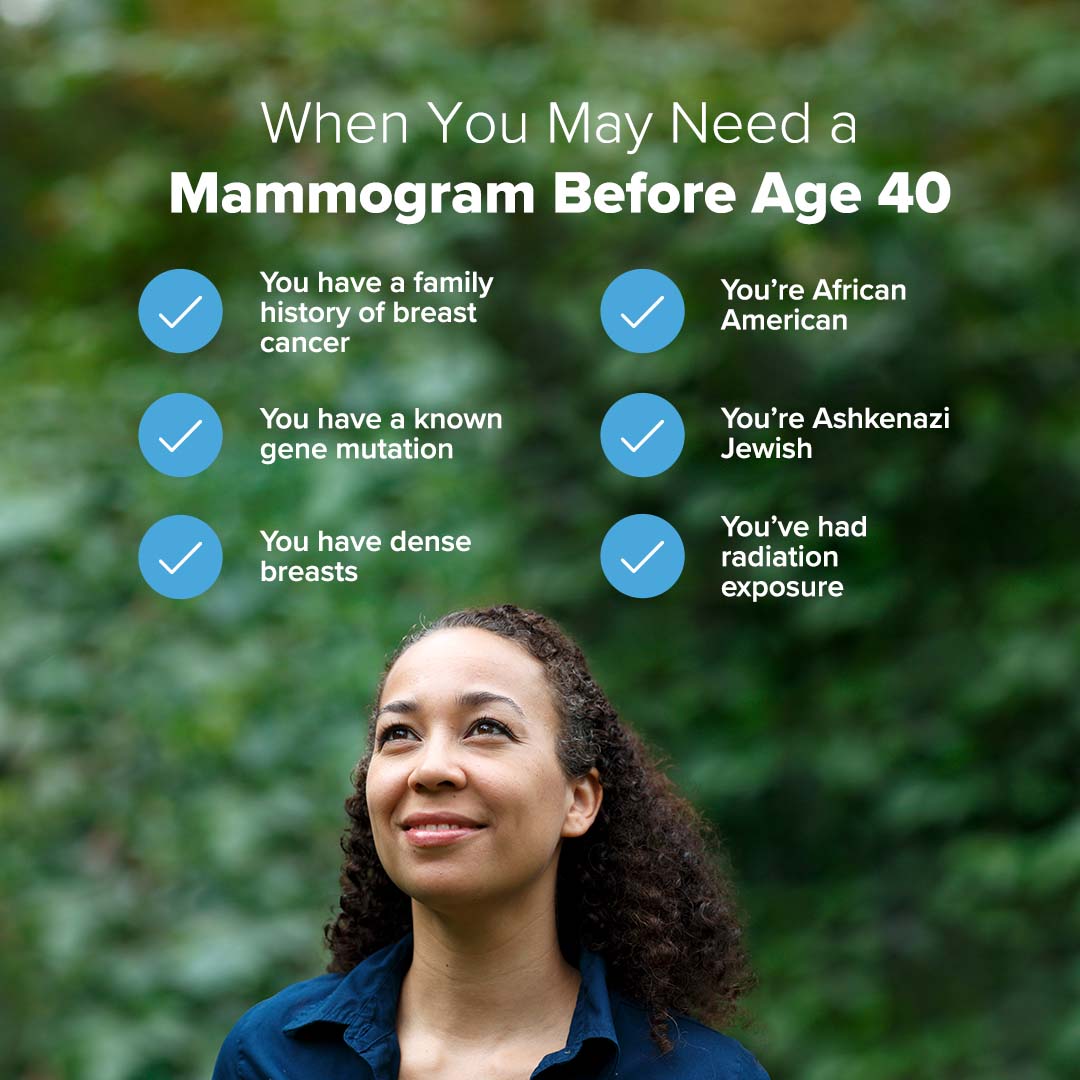 When You May Need a
Mammogram Before Age 40
You have a family
history of breast
cancer
You have a known
gene mutation
You have dense
breasts
You’re African
American
You’re Ashkenazi
Jewish
You’ve had
radiation
exposure